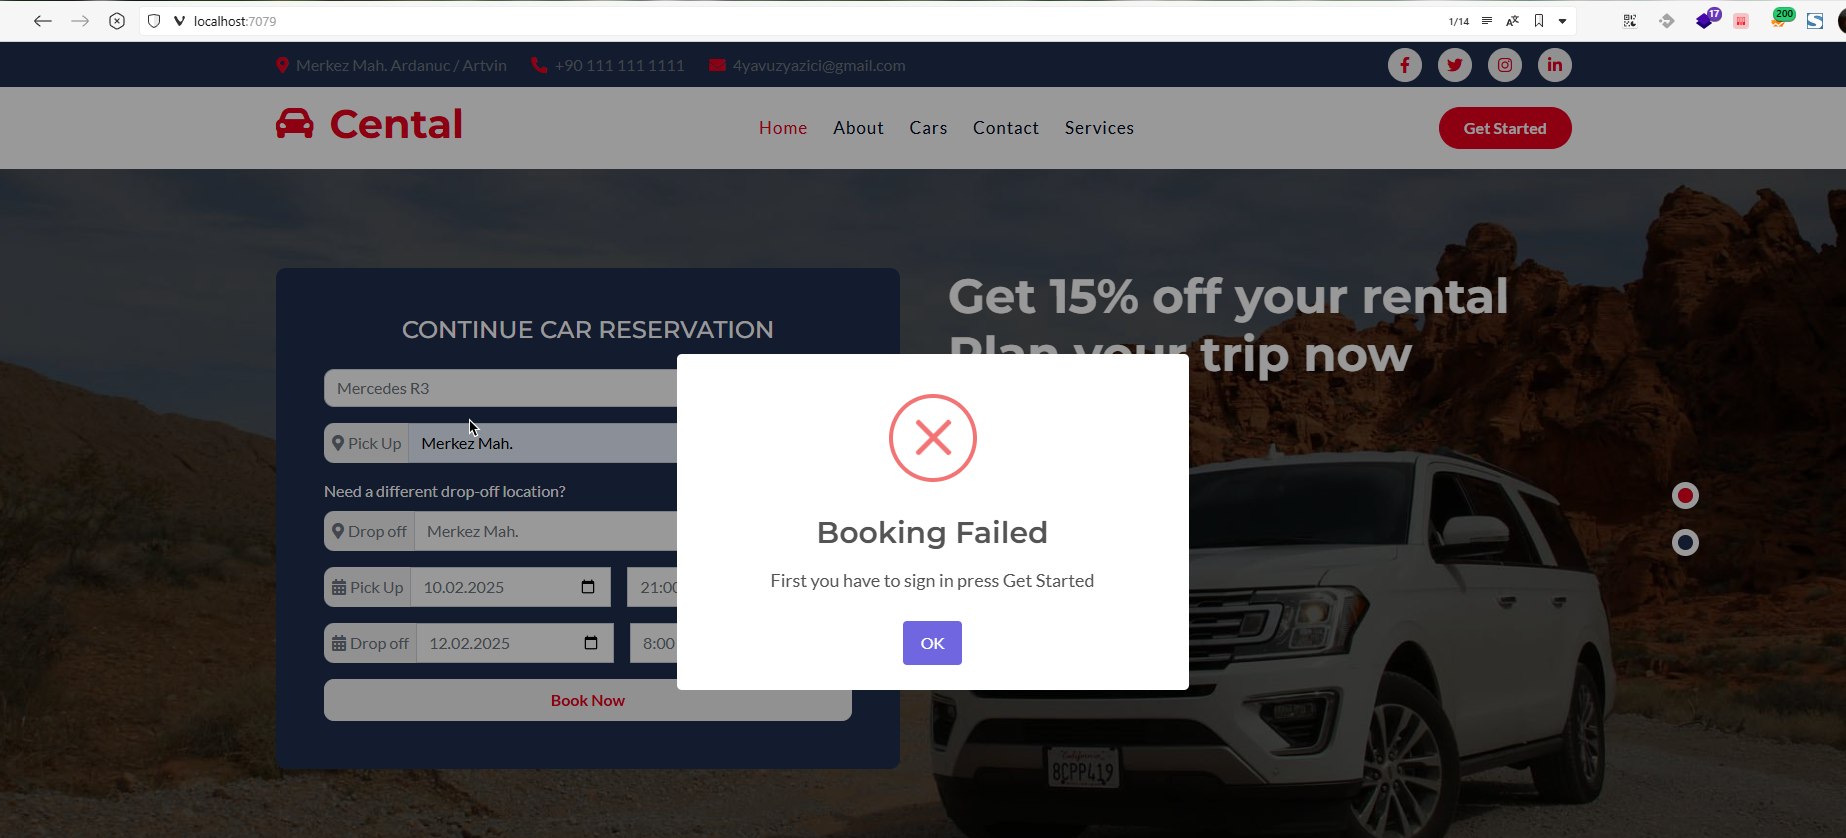 localhost:7079
1/14
17
200
Merkez Mah. Ardanuc / Artvin
+90 111 111 1111
4yavuzyazici@gmail.com
Cental
Home
About
Cars
Contact
Services
Get Started
CONTINUE CAR RESERVATION
Mercedes R3
Pick Up
Merkez Mah.
Need a different drop-off location?
Drop off
Merkez Mah.
Pick Up
10.02.2025
21:00
Drop off
12.02.2025
8:00
Book Now
Get 15% off your rental
Plan your trip now
Booking Failed
First you have to sign in press Get Started
OK
California
8CPP419